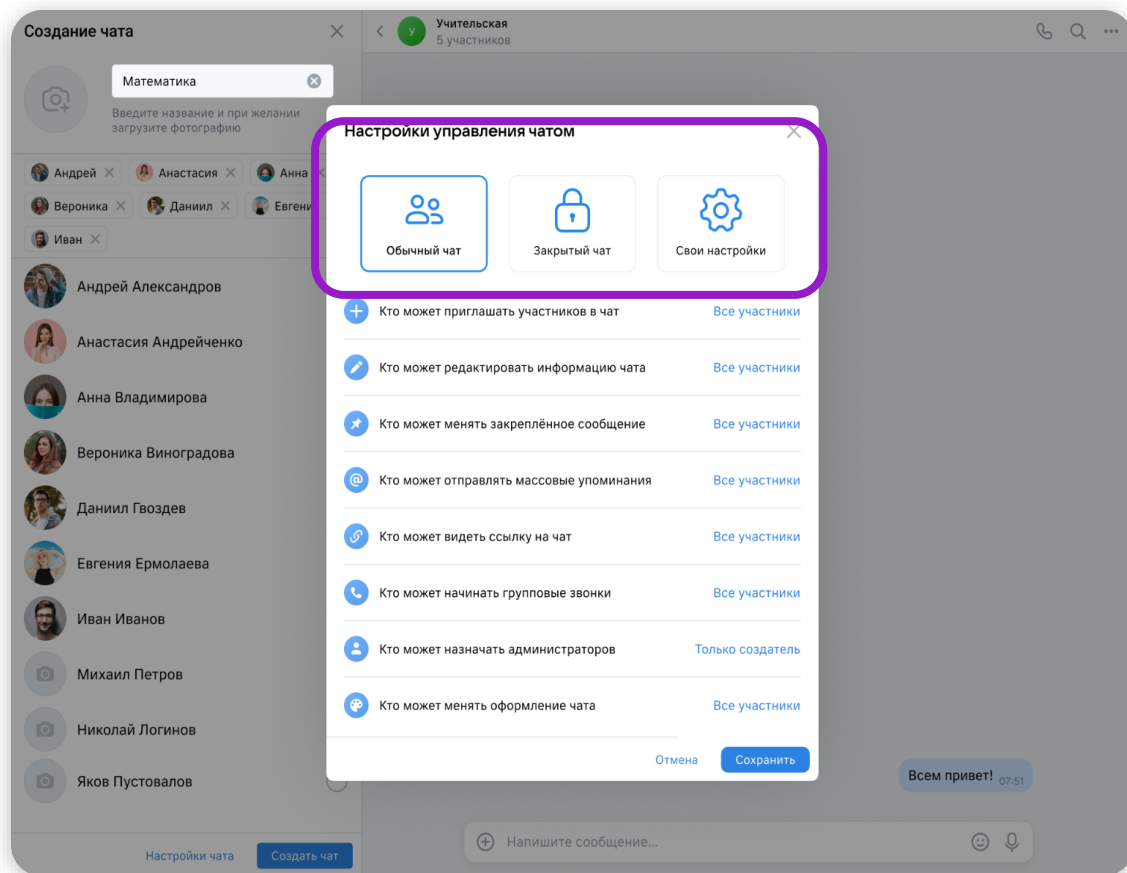 Создание чата
Математика
Введите название и при желании
загрузите фотографию
Андрей
Анастасия
Анна
Вероника
Даниил
Евгени
Иван
Андрей Александров
Анастасия Андрейченко
Анна Владимирова
Вероника Виноградова
Даниил Гвоздев
Евгения Ермолаева
Иван Иванов
Михаил Петров
Николай Логинов
Яков Пустовалов
Настройки чата
Создать чат
У
Учительская
5 участников
Настройки управления чатом
Обычный чат
Закрытый чат
Свои настройки
Кто может приглашать участников в чат Все участники
Кто может редактировать информацию чата Все участники
Кто может менять закреплённое сообщение Все участники
Кто может отправлять массовые упоминания Все участники
Кто может видеть ссылку на чат Все участники
Кто может начинать групповые звонки Все участники
Кто может назначать администраторов Только создатель
Кто может менять оформление чата Все участники
Отмена
Сохранить
Всем привет! 07:51
Напишите сообщение...